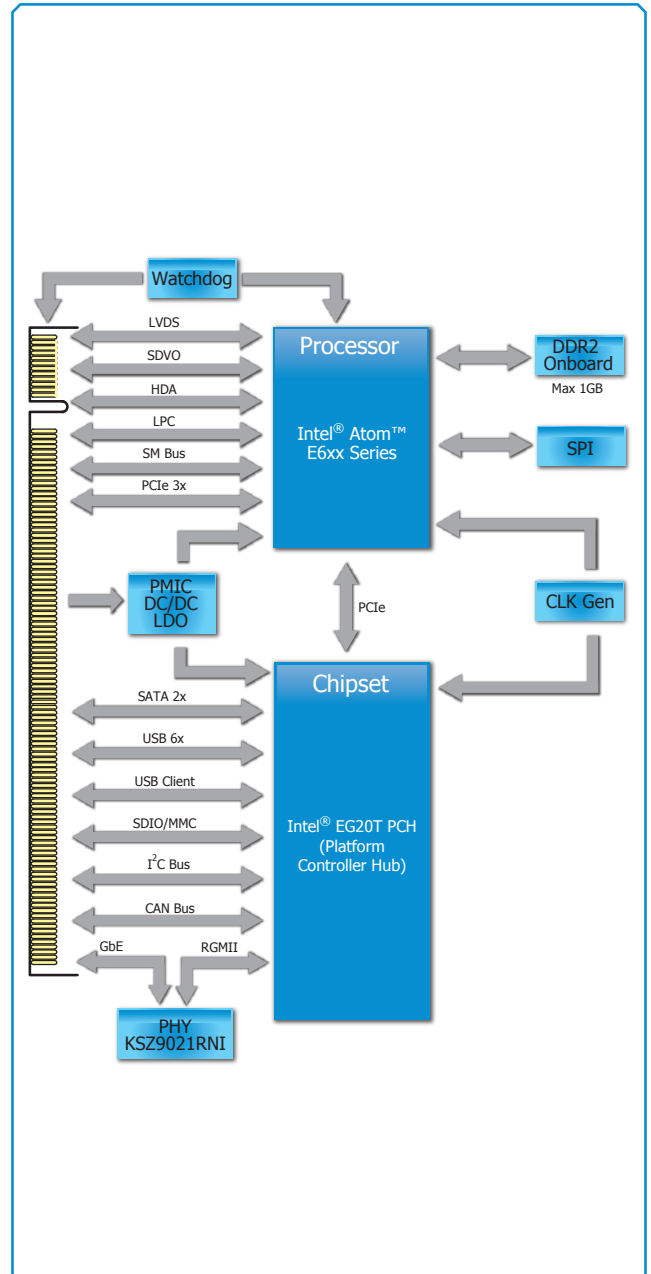 Watchdog
LVDS
SDVO
HDA
LPC
SM Bus
PCIe 3x
Processor
Intel® Atom™
E6xx Series
DDR2
Onboard
Max 1GB
SPI
PMIC
DC/DC
LDO
PCIe
CLK Gen
Chipset
Intel® EG20T PCH
(Platform
Controller Hub)
SATA 2x
USB 6x
USB Client
SDIO/MMC
I²C Bus
CAN Bus
GbE
RGMII
PHY
KSZ9021RNI